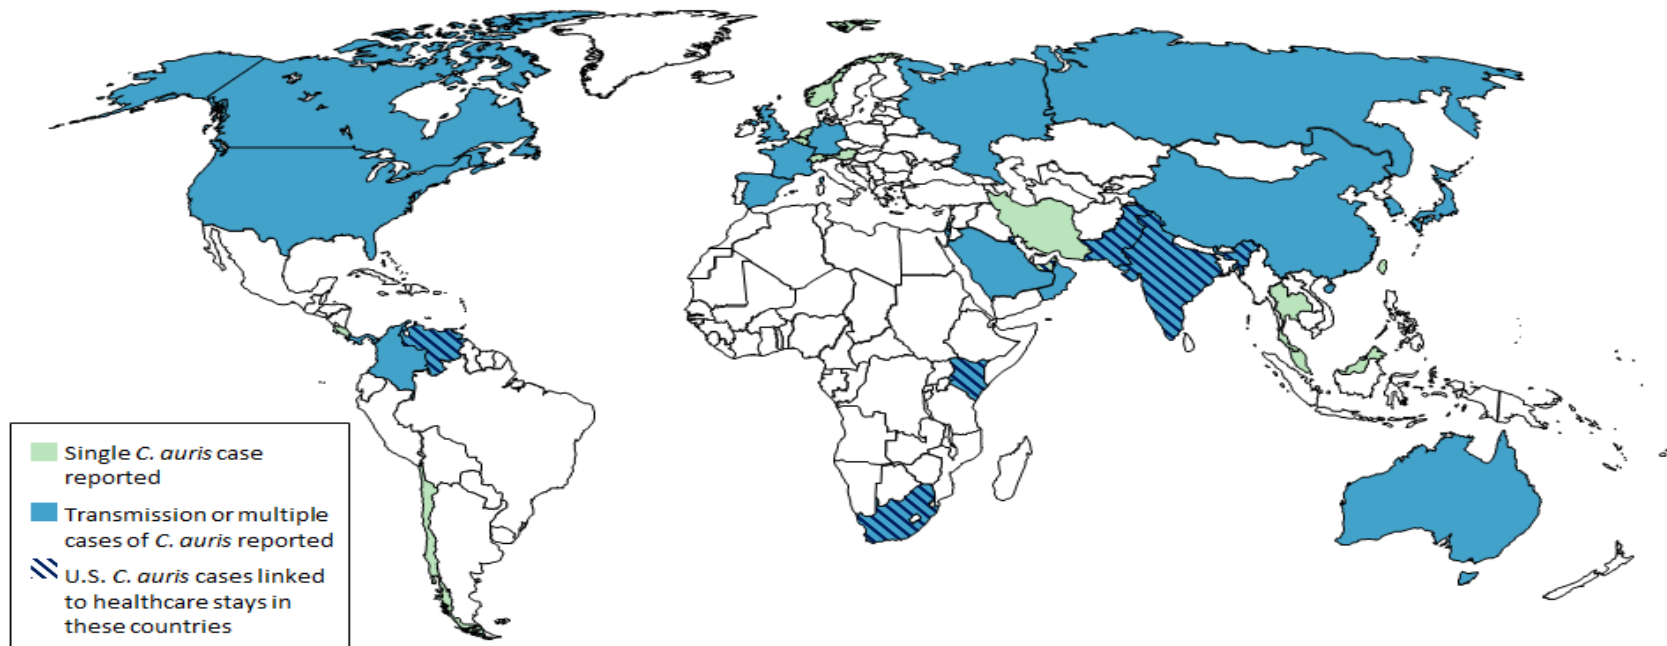 Single C. auris case
reported
Transmission or multiple
cases of C. auris reported
U.S. C. auris cases linked
to healthcare stays in
these countries